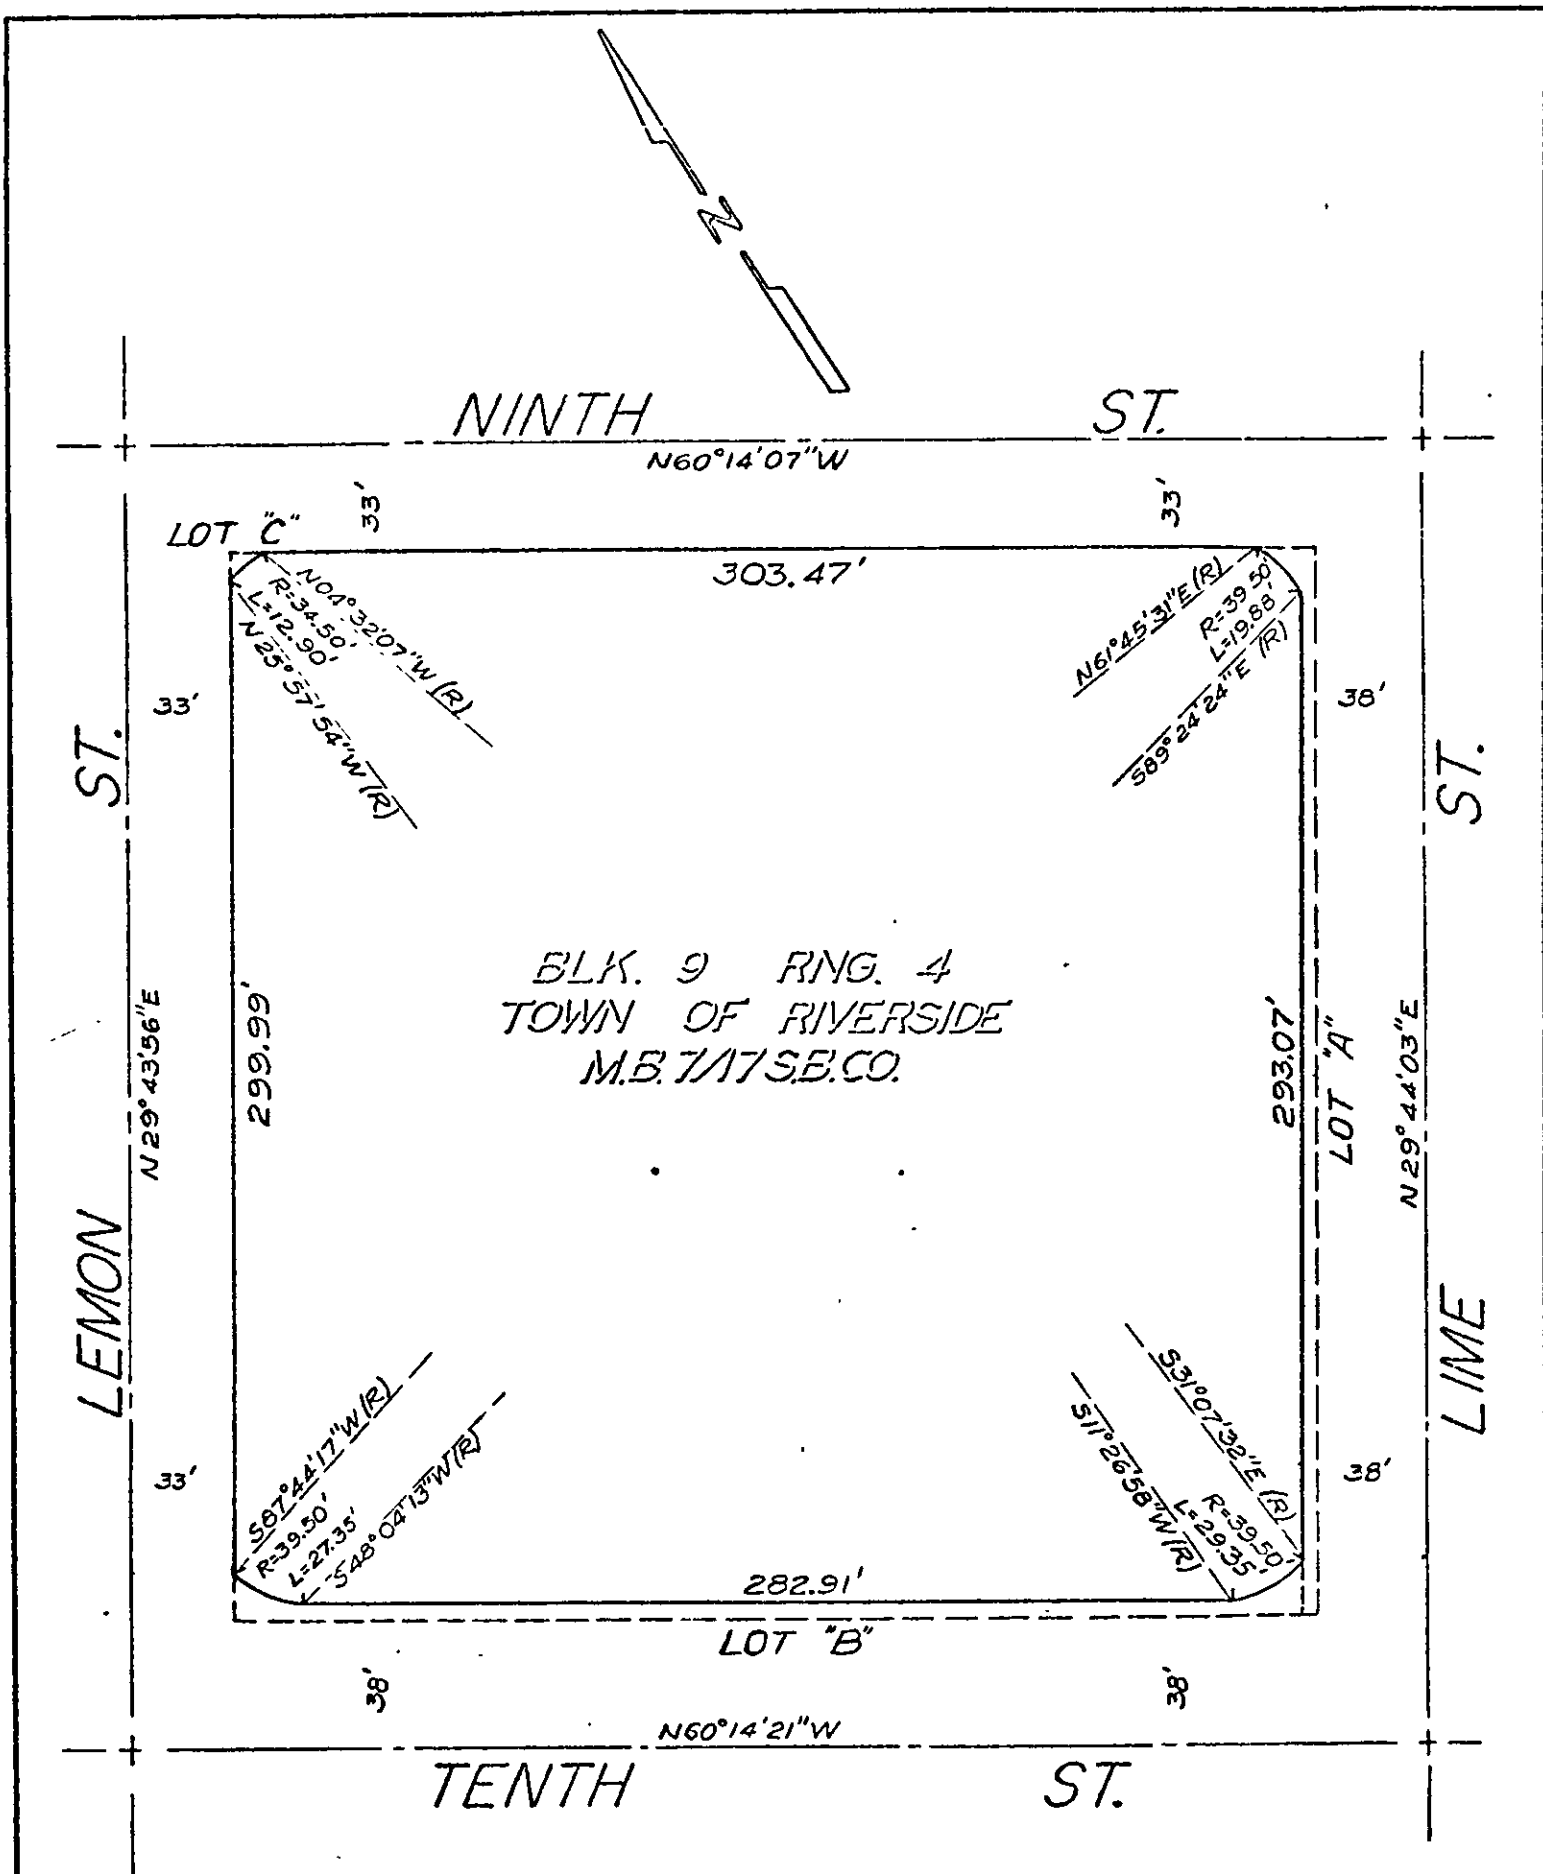 N
NINTH ST.
N60°14'07"W
33'
33'
LOT "C"
303.47'
N04°32'07"W (R)
R=34.50'
L=12.90'
N25°57'54"W (R)
N61°45'31"E (R)
R=39.50'
L=19.88'
S89°24'24"E (R)
33'
38'
LEMON ST.
N29°43'56"E
299.99'
BLK. 9 RNG. 4
TOWN OF RIVERSIDE
M.B. 7/17 S.B.CO.
293.07'
LOT "A"
N29°44'03"E
LIME ST.
S87°44'17"W (R)
R=39.50'
L=27.35'
S48°04'13"W (R)
S31°07'32"E (R)
R=39.50'
L=29.35'
S11°26'58"W (R)
33'
38'
282.91'
LOT "B"
38'
38'
N60°14'21"W
TENTH ST.